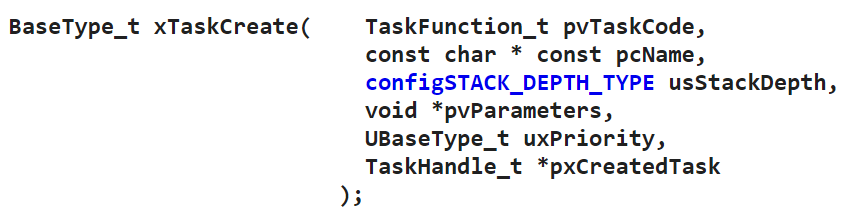 BaseType_t xTaskCreate( TaskFunction_t pvTaskCode,
const char * const pcName,
configSTACK_DEPTH_TYPE usStackDepth,
void *pvParameters,
UBaseType_t uxPriority,
TaskHandle_t *pxCreatedTask
);